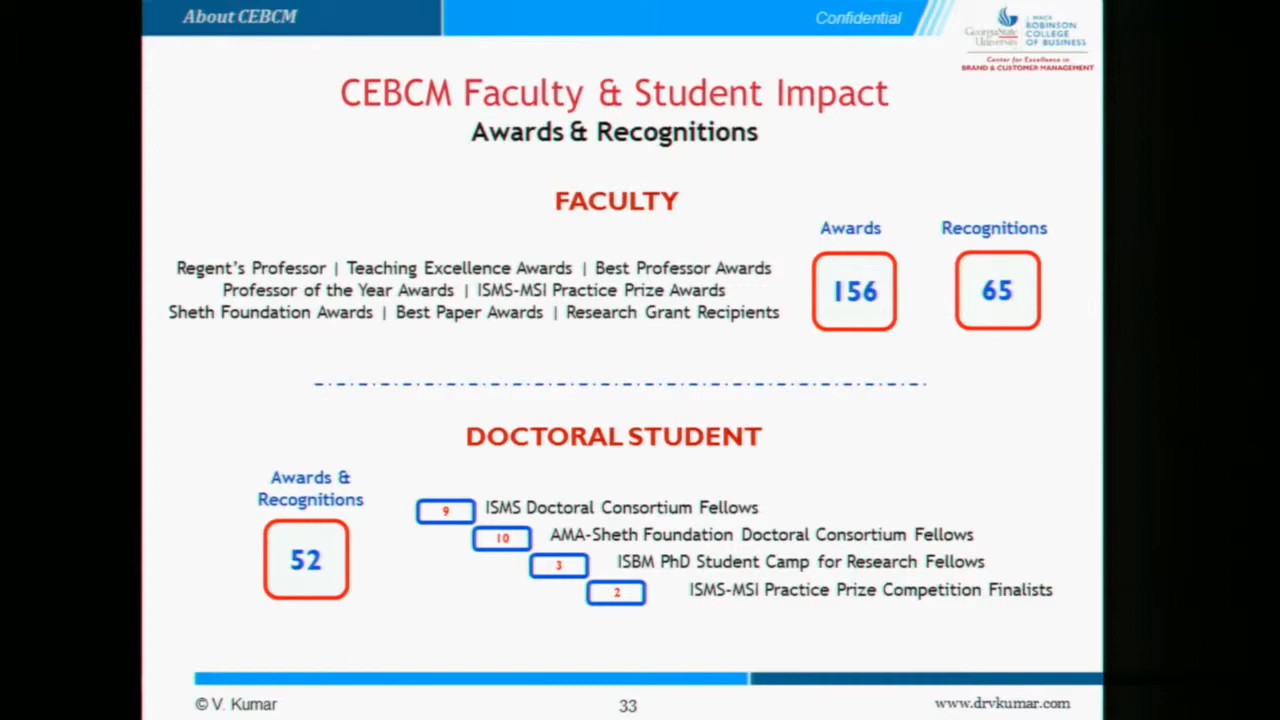 About CEBCM
Confidential
GeorgiaState
University
J. MACK
ROBINSON
COLLEGE
OF BUSINESS
Center for Excellence in
BRAND & CUSTOMER MANAGEMENT
CEBCM Faculty & Student Impact
Awards & Recognitions
FACULTY
Awards
Recognitions
Regent's Professor | Teaching Excellence Awards | Best Professor Awards
Professor of the Year Awards | ISMS-MSI Practice Prize Awards
Sheth Foundation Awards | Best Paper Awards | Research Grant Recipients
156
65
DOCTORAL STUDENT
Awards &
Recognitions
52
9 ISMS Doctoral Consortium Fellows
10 AMA-Sheth Foundation Doctoral Consortium Fellows
3 ISBM PhD Student Camp for Research Fellows
2 ISMS-MSI Practice Prize Competition Finalists
© V. Kumar
33
www.drvkumar.com